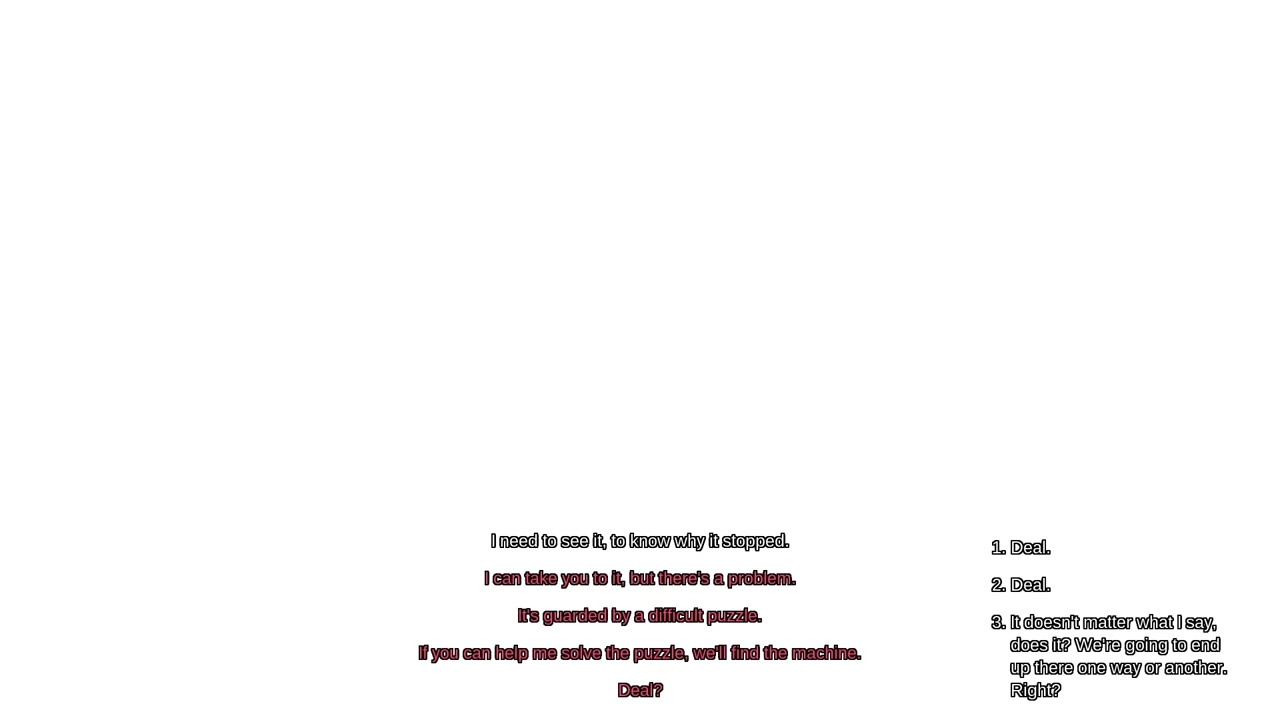 I need to see it, to know why it stopped.
I can take you to it, but there's a problem.
It's guarded by a difficult puzzle.
If you can help me solve the puzzle, we'll find the machine.
Deal?
1. Deal.
2. Deal.
3. It doesn't matter what I say,
does it? We're going to end
up there one way or another.
Right?